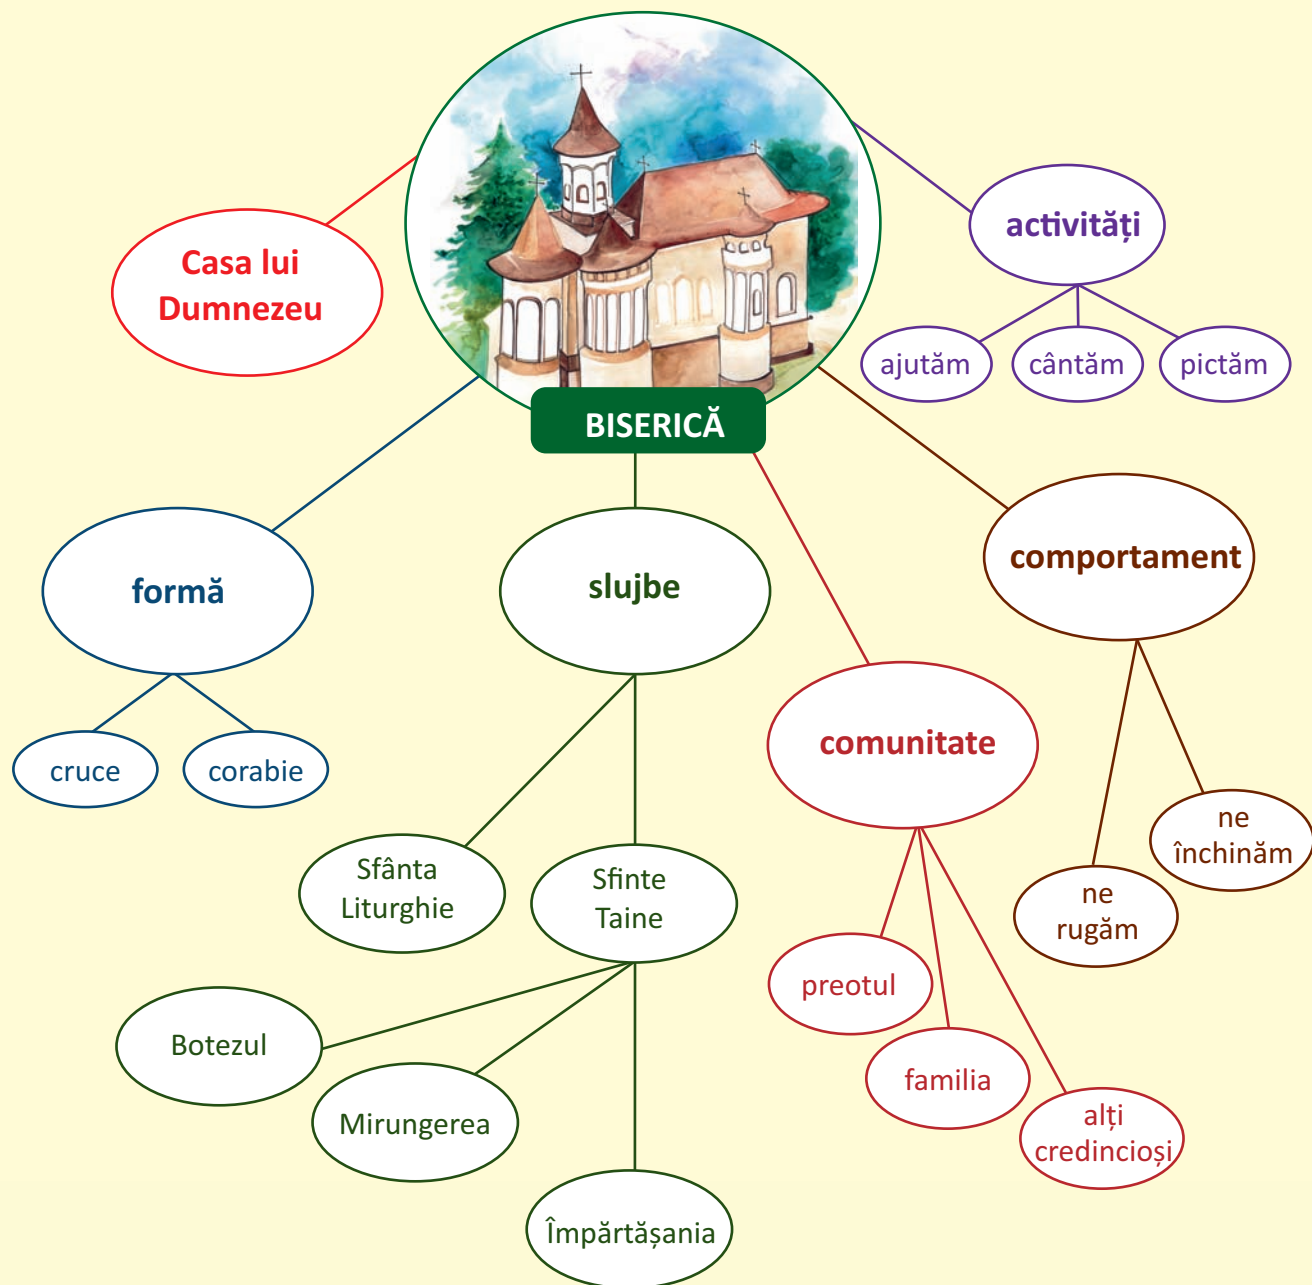 Casa lui
Dumnezeu
activități
ajutăm
cântăm
pictăm
BISERICĂ
formă
cruce
corabie
slujbe
Sfânta
Liturghie
Sfinte
Taine
Botezul
Mirungerea
Împărtășania
comunitate
preotul
familia
alți
credincioși
comportament
ne
rugăm
ne
închinăm